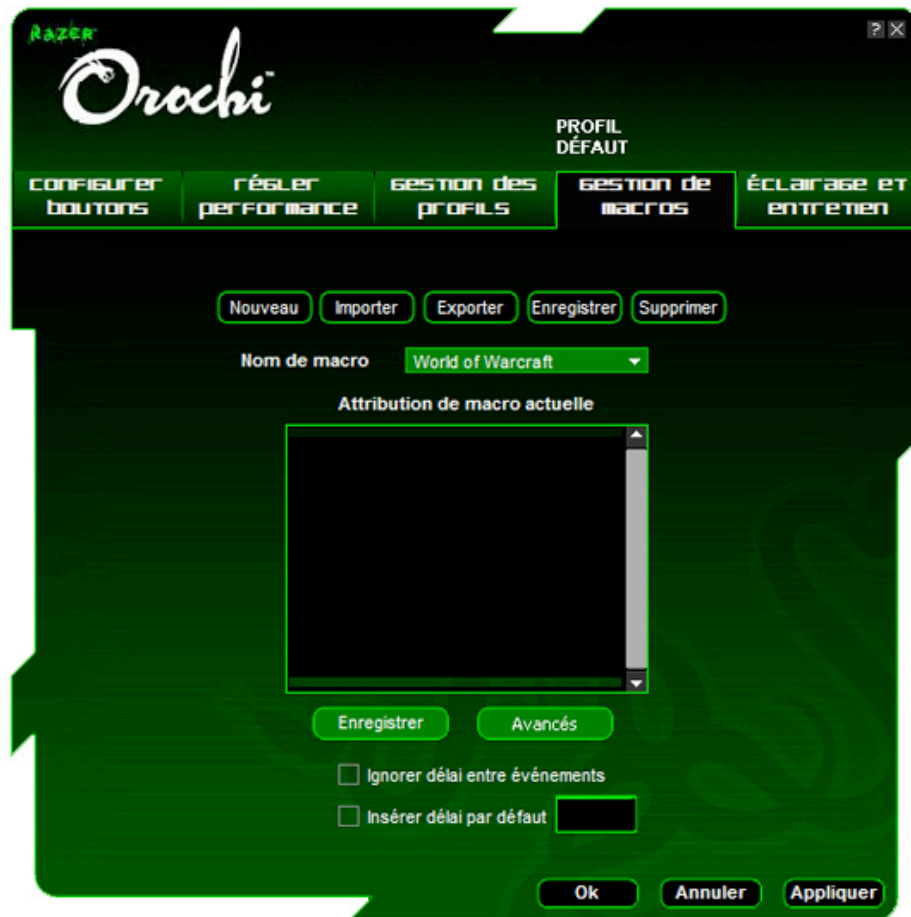 RAZER
Orochi™
? X
PROFIL
DÉFAUT
CONFIGURER BOUTONS
RÉGLER PERFORMANCE
GESTION DES PROFILS
GESTION DE MACROS
ÉCLAIRAGE ET ENTRETIEN
Nouveau Importer Exporter Enregistrer Supprimer
Nom de macro World of Warcraft
Attribution de macro actuelle
Enregistrer Avancés
Ignorer délai entre événements
Insérer délai par défaut
Ok Annuler Appliquer